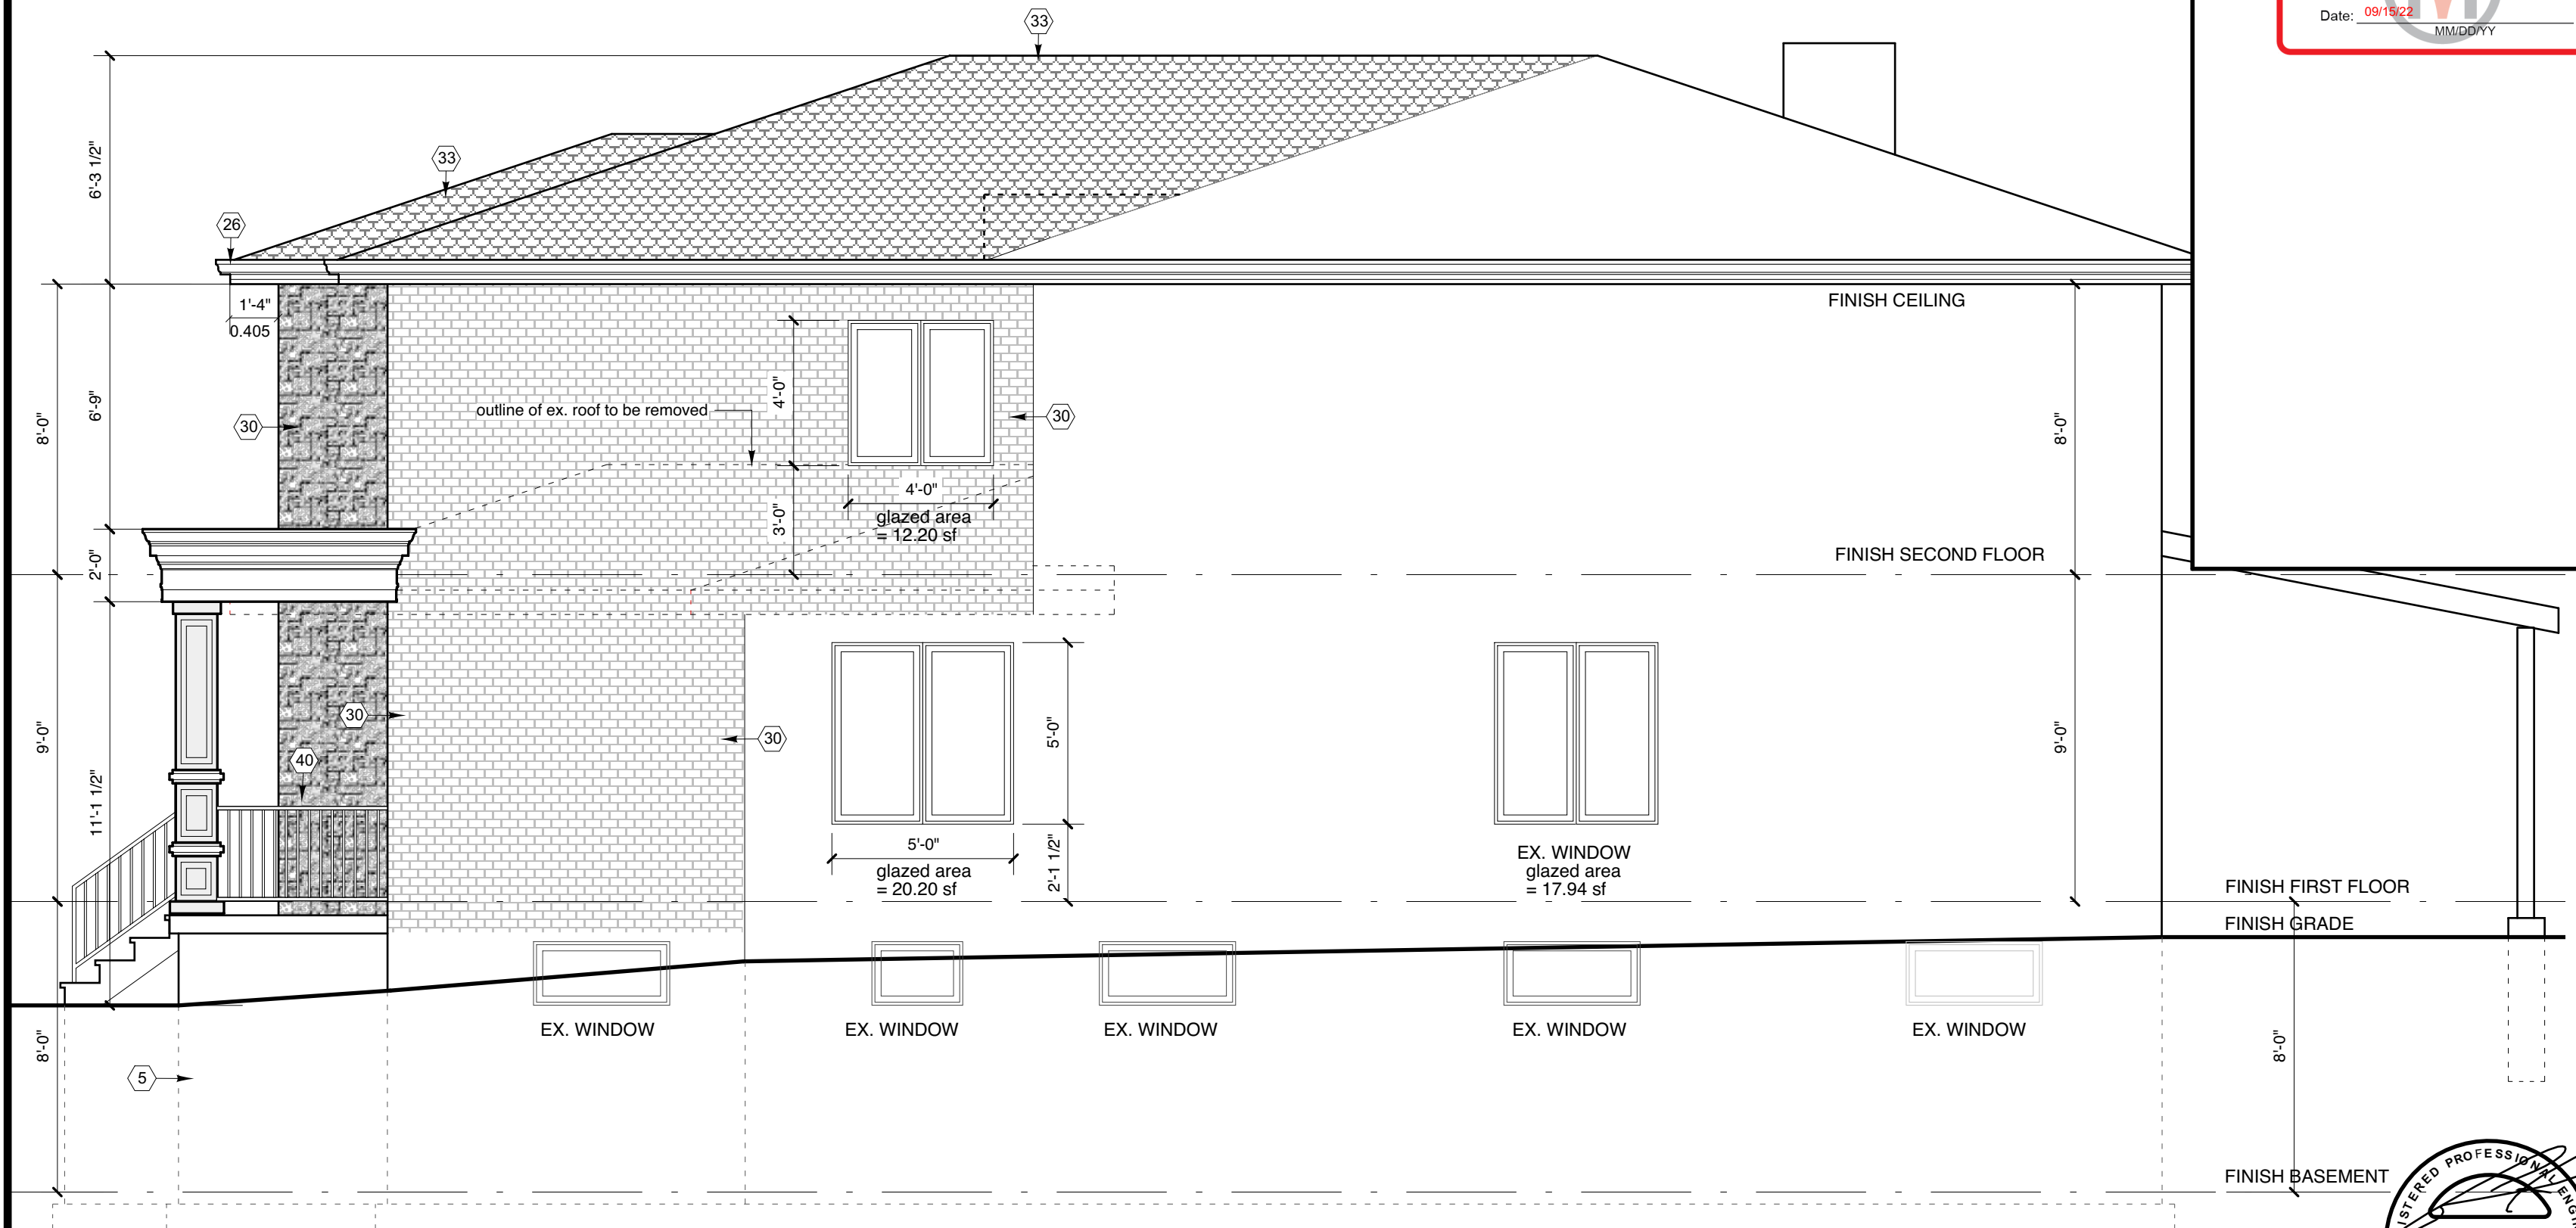 Date: 09/15/22
MM/DD/YY
33
33
26
6'-3 1/2"
1'-4"
0.405
FINISH CEILING
8'-0"
6'-9"
4'-0"
outline of ex. roof to be removed
30
30
8'-0"
4'-0"
glazed area
= 12.20 sf
3'-0"
2'-0"
FINISH SECOND FLOOR
30
30
40
9'-0"
11'-1 1/2"
5'-0"
9'-0"
5'-0"
glazed area
= 20.20 sf
2'-1 1/2"
EX. WINDOW
glazed area
= 17.94 sf
FINISH FIRST FLOOR
FINISH GRADE
EX. WINDOW
EX. WINDOW
EX. WINDOW
EX. WINDOW
EX. WINDOW
8'-0"
5
8'-0"
FINISH BASEMENT
PROFESSIONAL